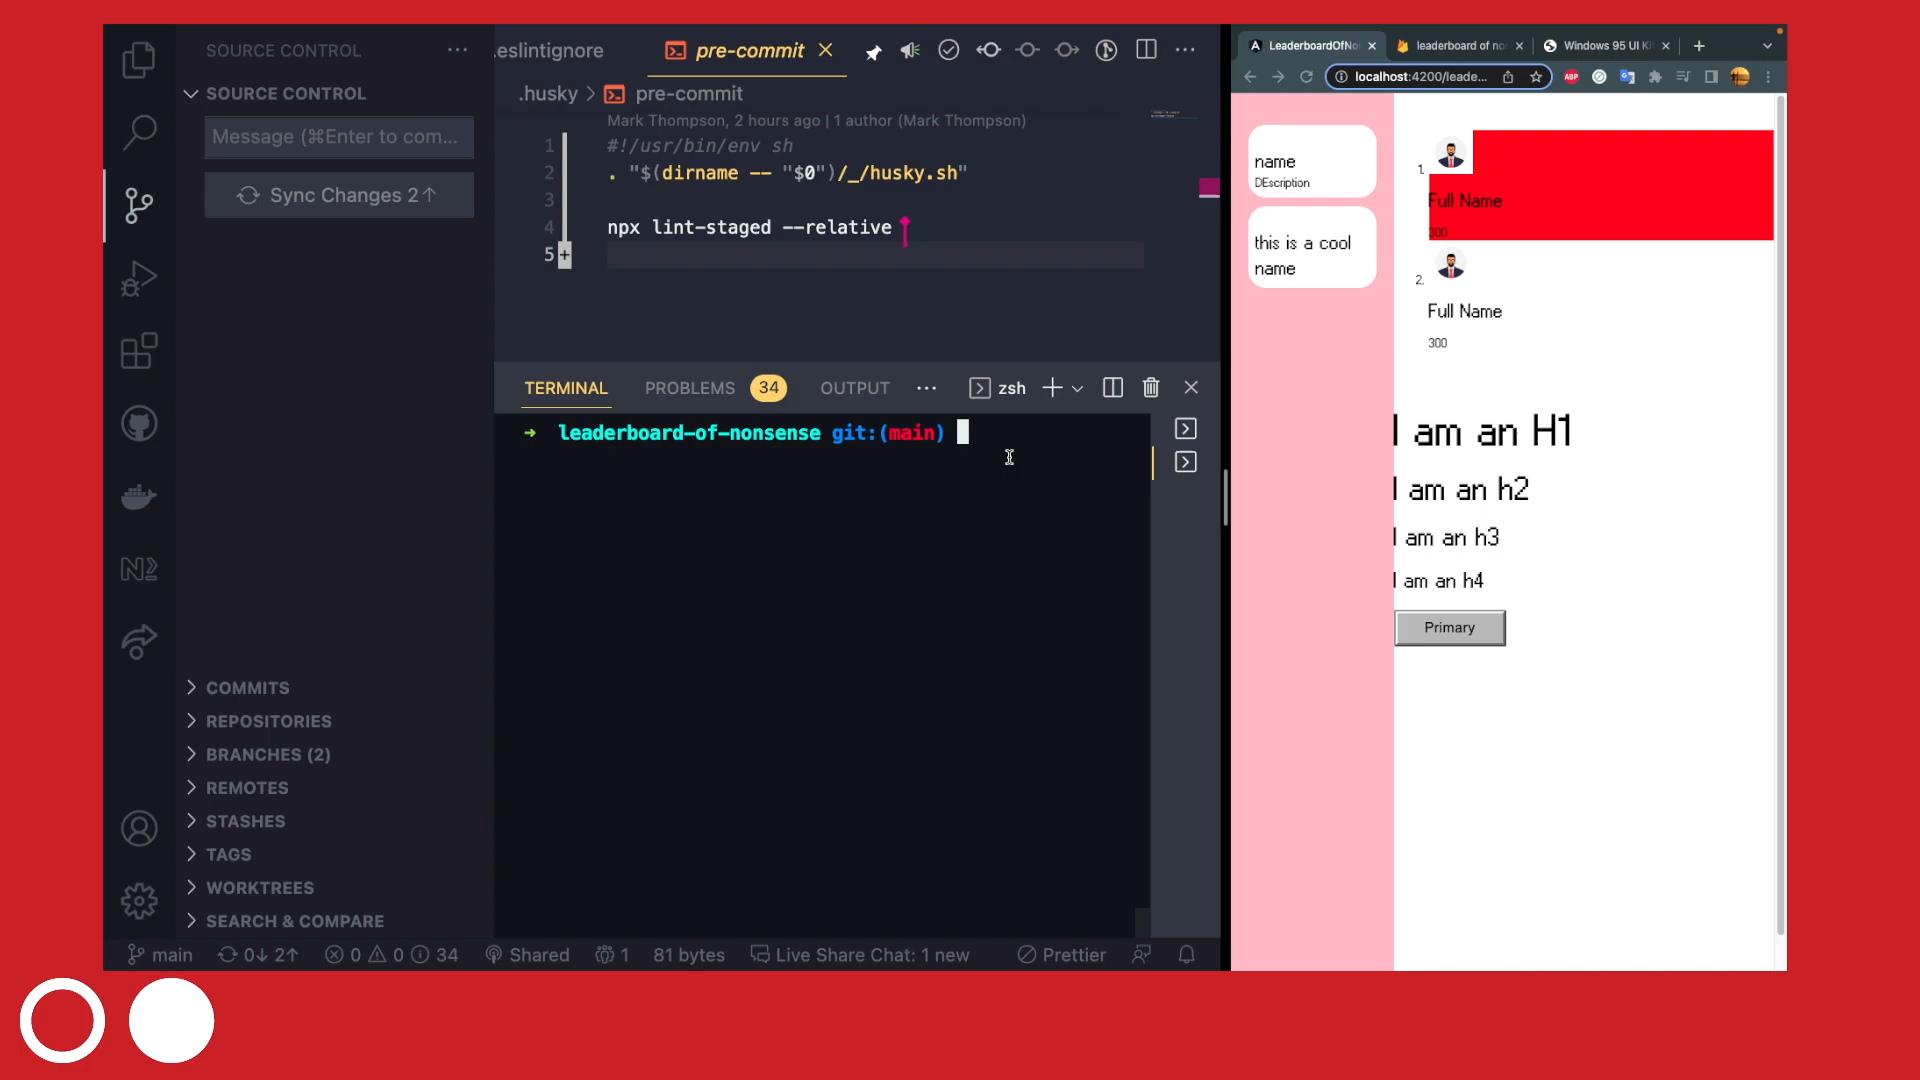 SOURCE CONTROL
SOURCE CONTROL
Message (⌘Enter to com...
Sync Changes 2↑
COMMITS
REPOSITORIES
BRANCHES (2)
REMOTES
STASHES
TAGS
WORKTREES
SEARCH & COMPARE
.eslintignore
pre-commit
.husky > pre-commit
Mark Thompson, 2 hours ago | 1 author (Mark Thompson)
1 #!/usr/bin/env sh
2 . "$(dirname -- "$0")/_/husky.sh"
3
4 npx lint-staged --relative
5
TERMINAL PROBLEMS 34 OUTPUT ... zsh
➜ leaderboard-of-nonsense git:(main)
main 0↓ 2↑ 0 0 34 Shared 1 81 bytes Live Share Chat: 1 new Prettier
LeaderboardOfNo
leaderboard of no
Windows 95 UI Ki
localhost:4200/leade...
ABP
name
DEscription
this is a cool
name
1.
Full Name
300
2.
Full Name
300
I am an H1
I am an h2
I am an h3
I am an h4
Primary